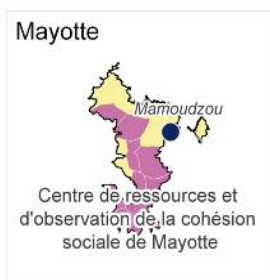 Mayotte
Mamoudzou
Centre de ressources et
d'observation de la cohésion
sociale de Mayotte